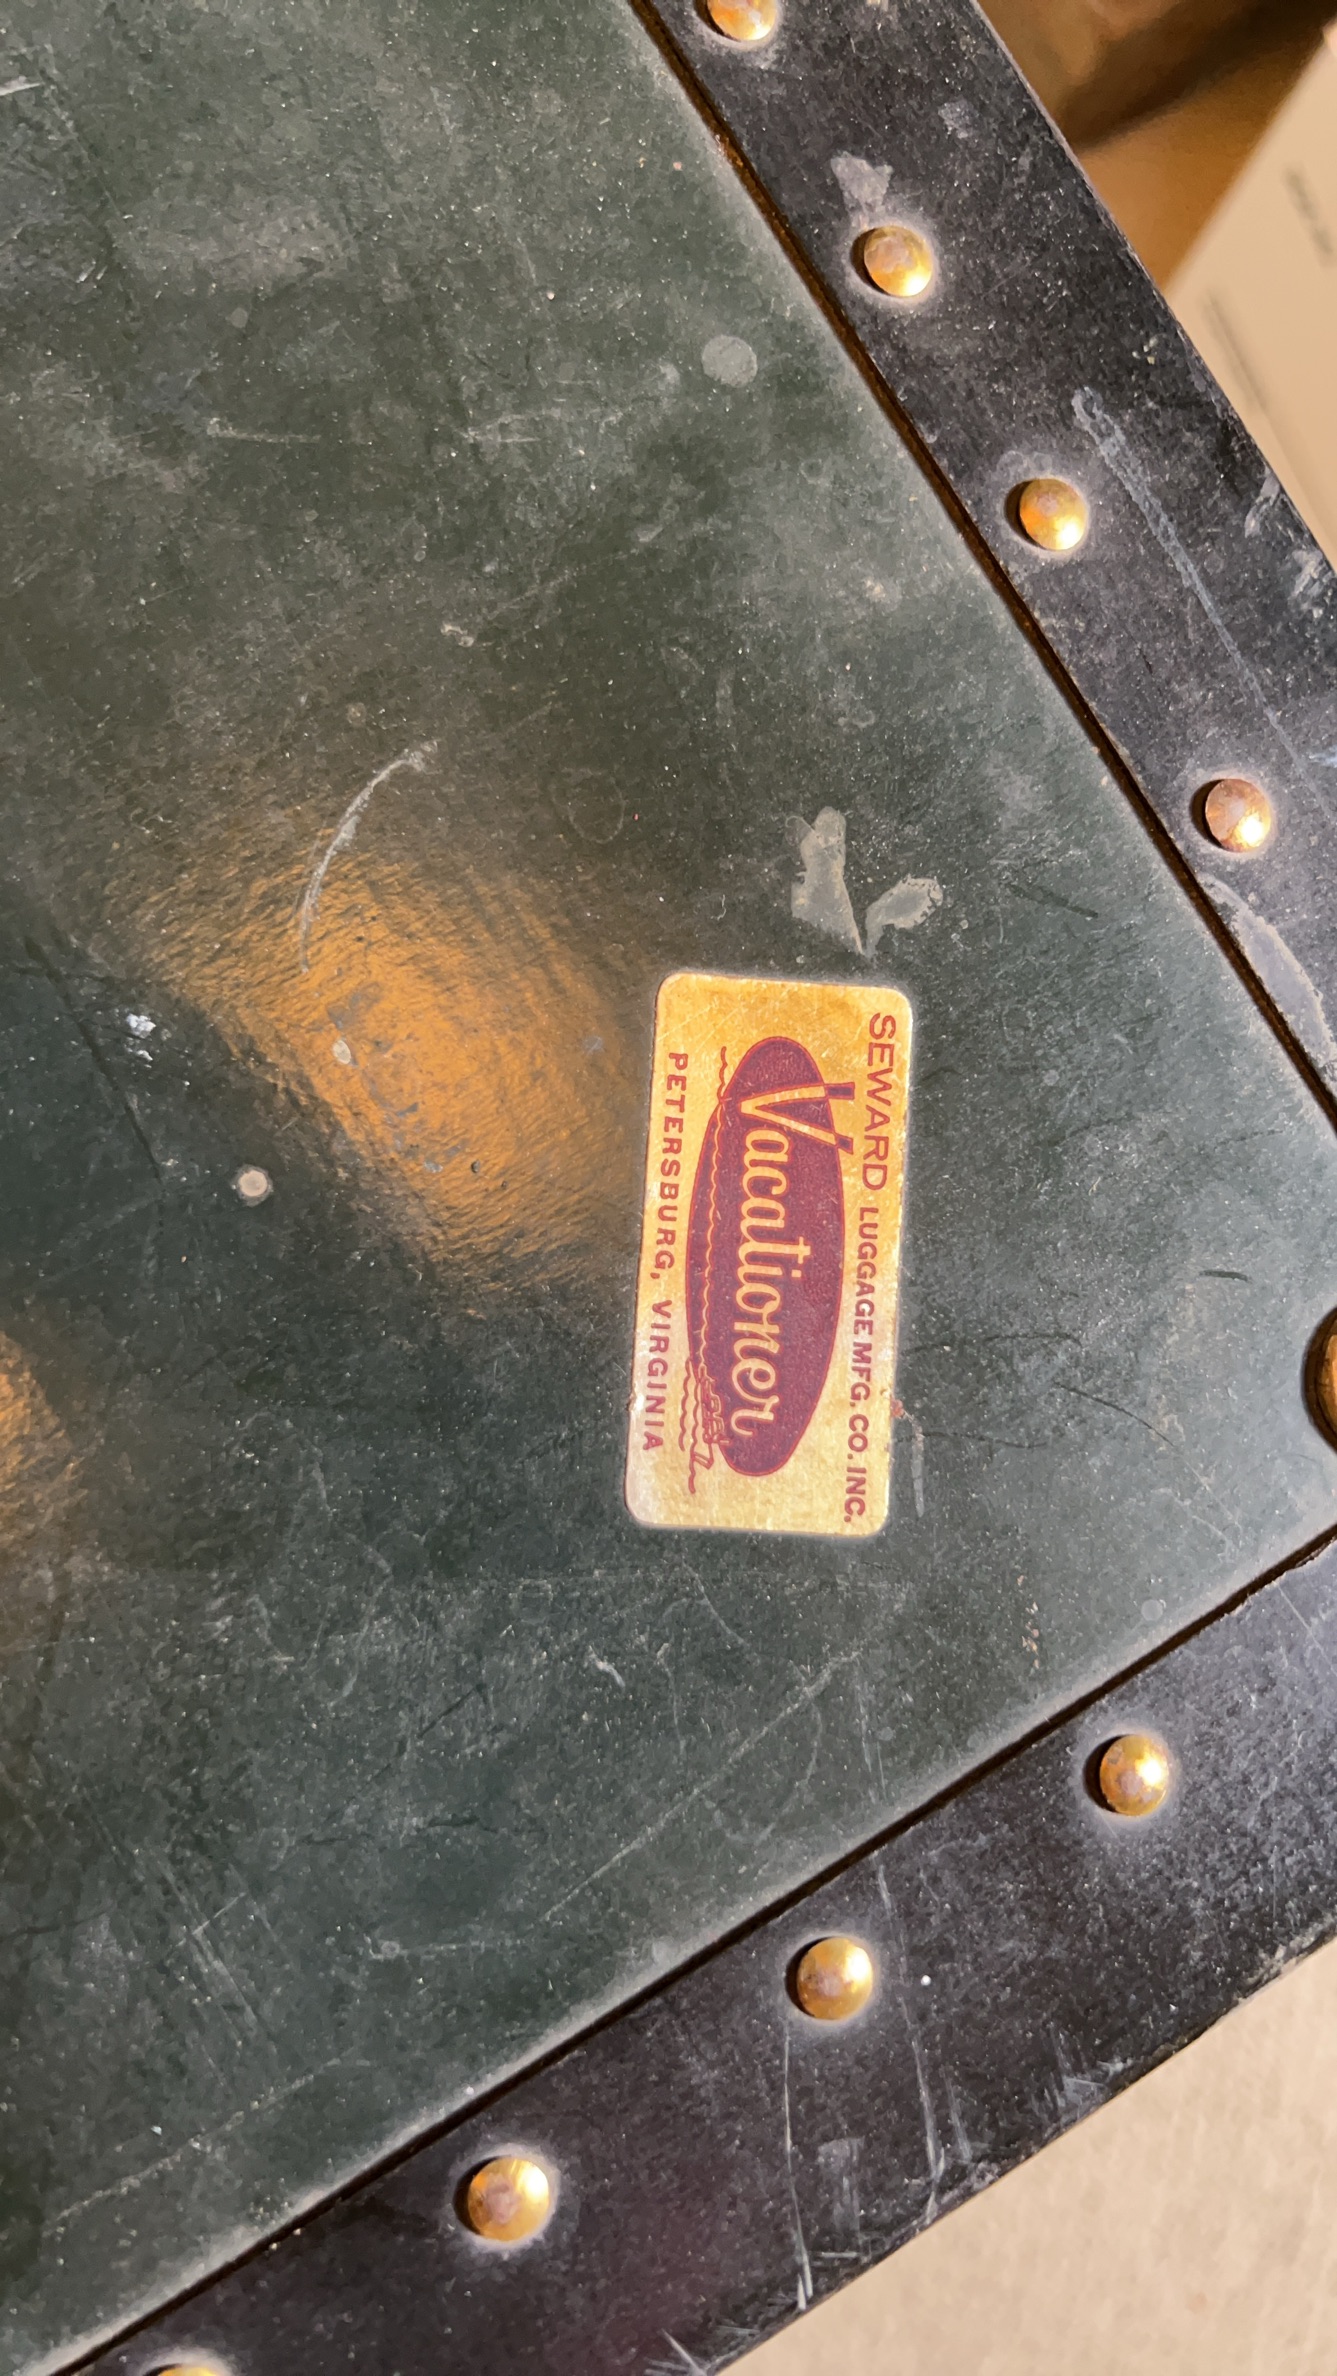 SEWARD LUGGAGE MFG. CO. INC.
Vacationer
PETERSBURG, VIRGINIA